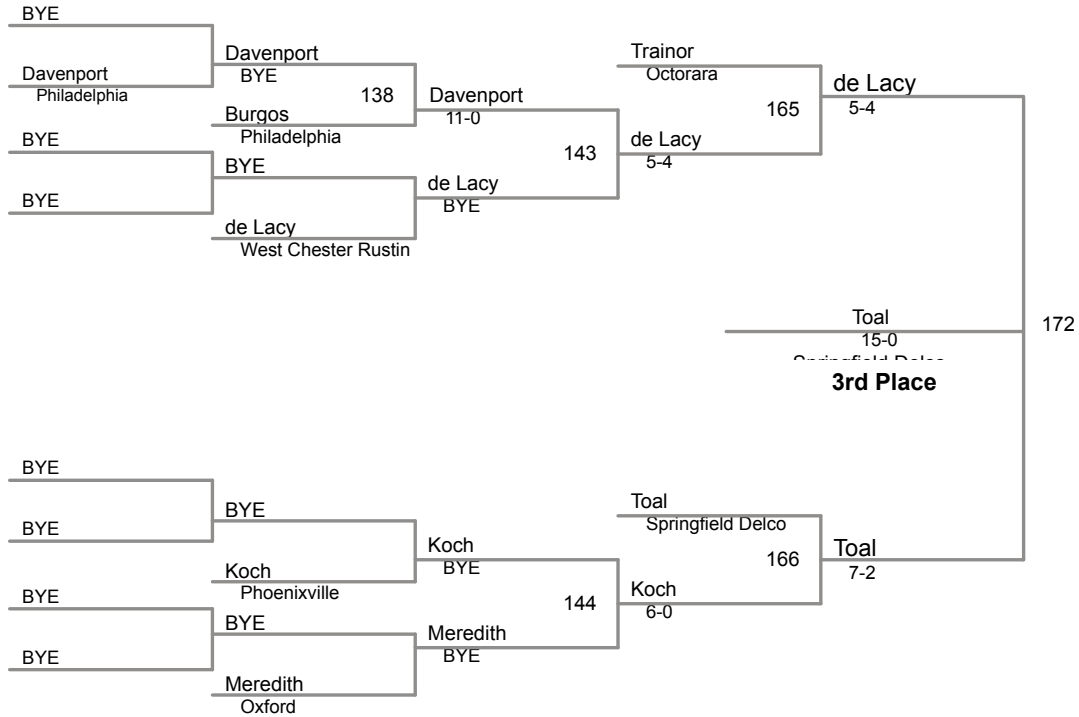 BYE
Davenport
Philadelphia
BYE
BYE
Davenport
BYE
138
Burgos
Philadelphia
BYE
de Lacy
West Chester Rustin
Davenport
11-0
143
de Lacy
BYE
Trainor
Octorara
165
de Lacy
5-4
de Lacy
5-4
Toal
15-0
Springfield Delco
3rd Place
172
BYE
BYE
BYE
BYE
BYE
Koch
Phoenixville
BYE
Meredith
Oxford
Koch
BYE
144
Meredith
BYE
Toal
Springfield Delco
166
Koch
6-0
Toal
7-2